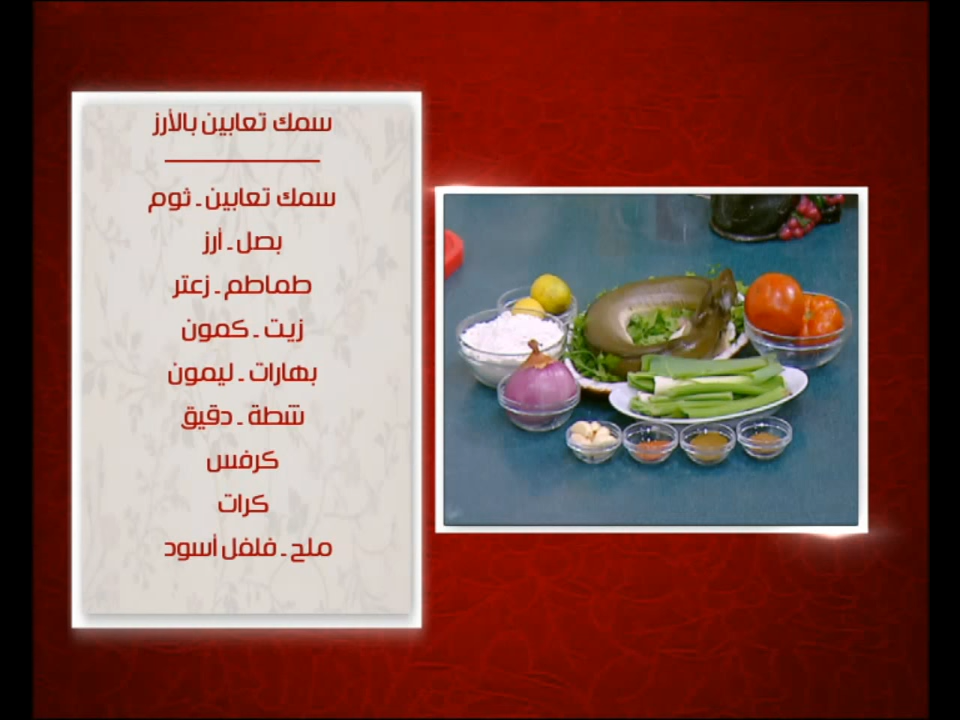 سمك تعابين بالأرز
سمك تعابين - ثوم
بصل - أرز
طماطم - زعتر
زيت - كمون
بهارات - ليمون
شطة - دقيق
كرفس
كرات
ملح - فلفل أسود